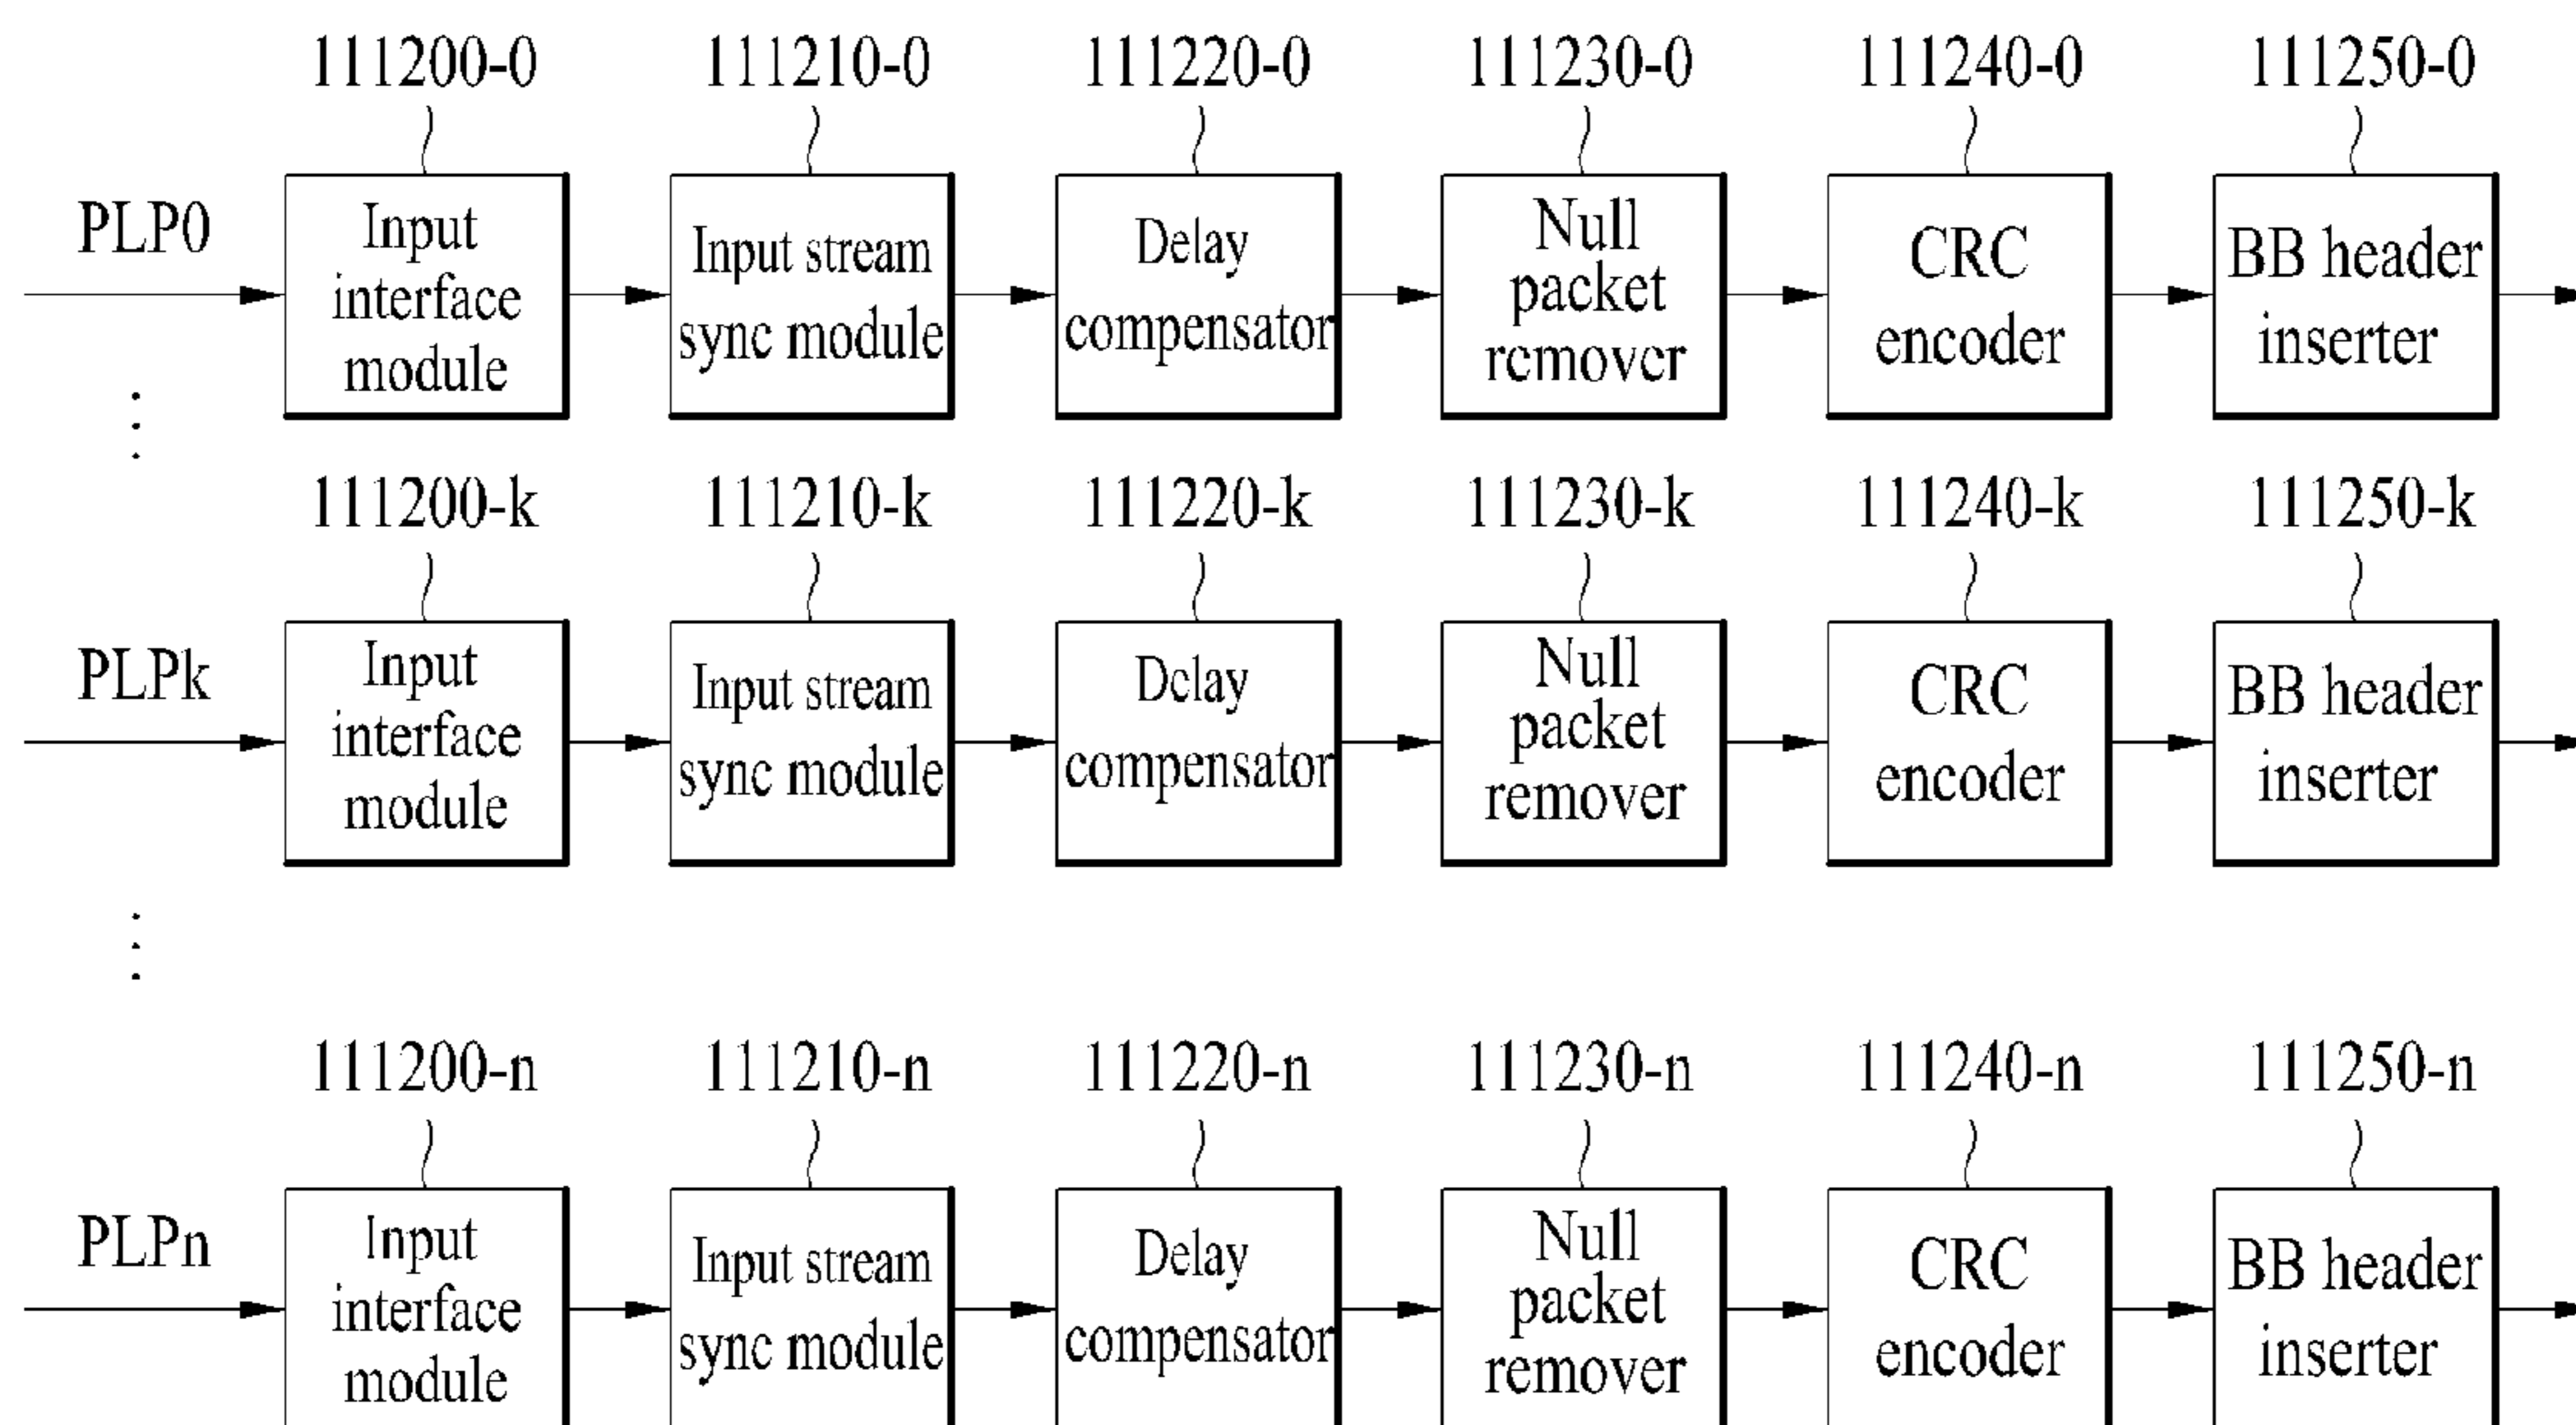 111200-0 111210-0 111220-0 111230-0 111240-0 111250-0
PLP0
Input
interface
module
Input stream
sync module
Delay
compensator
Null
packet
remover
CRC
encoder
BB header
inserter
111200-k 111210-k 111220-k 111230-k 111240-k 111250-k
PLPk
Input
interface
module
Input stream
sync module
Delay
compensator
Null
packet
remover
CRC
encoder
BB header
inserter
111200-n 111210-n 111220-n 111230-n 111240-n 111250-n
PLPn
Input
interface
module
Input stream
sync module
Delay
compensator
Null
packet
remover
CRC
encoder
BB header
inserter